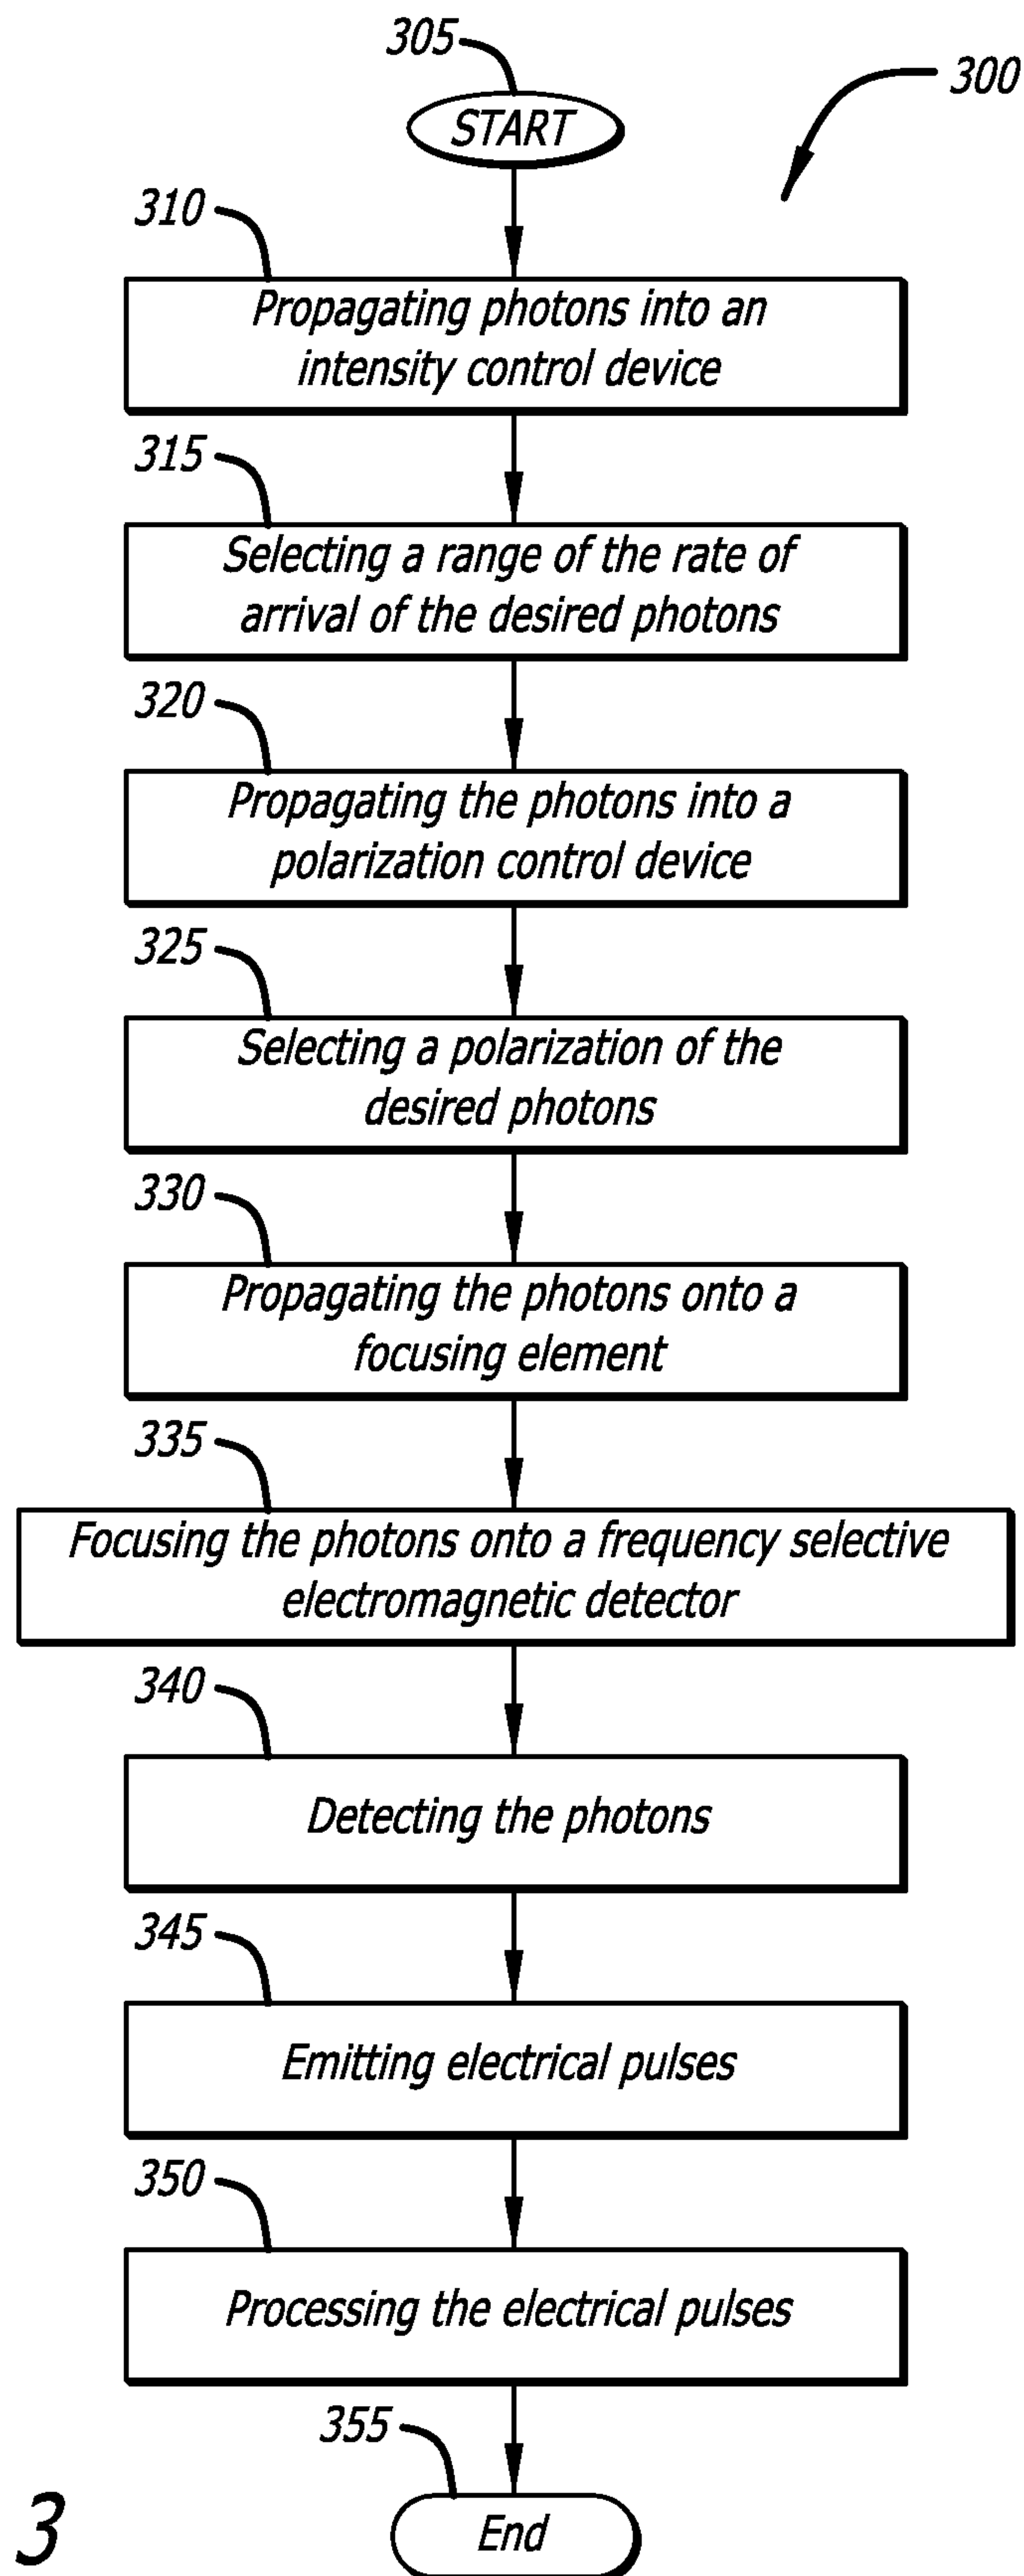 305
300
START
310
Propagating photons into an
intensity control device
315
Selecting a range of the rate of
arrival of the desired photons
320
Propagating the photons into a
polarization control device
325
Selecting a polarization of the
desired photons
330
Propagating the photons onto a
focusing element
335
Focusing the photons onto a frequency selective
electromagnetic detector
340
Detecting the photons
345
Emitting electrical pulses
350
Processing the electrical pulses
355
End
3